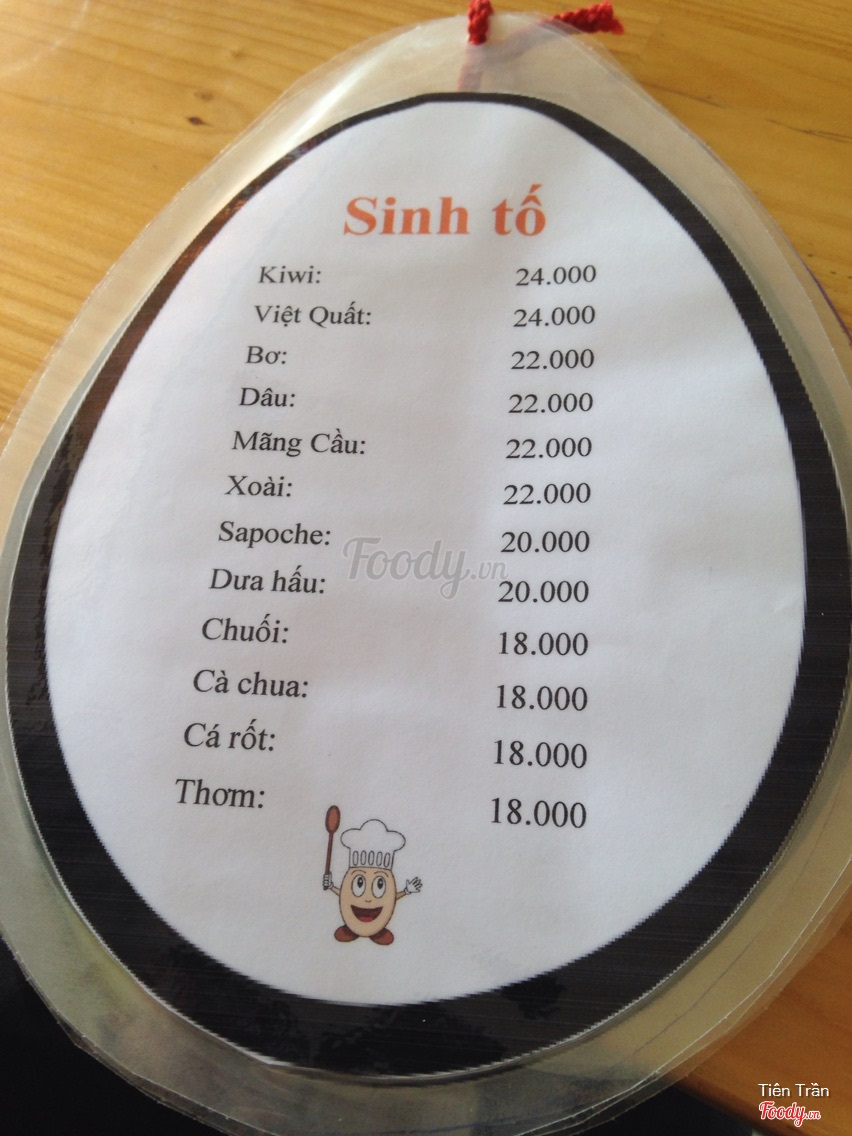 Sinh tố
Kiwi: 24.000
Việt Quất: 24.000
Bơ: 22.000
Dâu: 22.000
Mãng Cầu: 22.000
Xoài: 22.000
Sapoche: 20.000
Dưa hấu: 20.000
Chuối: 18.000
Cà chua: 18.000
Cá rốt: 18.000
Thơm: 18.000
Foody.vn
Tiên Trần
Foody.vn